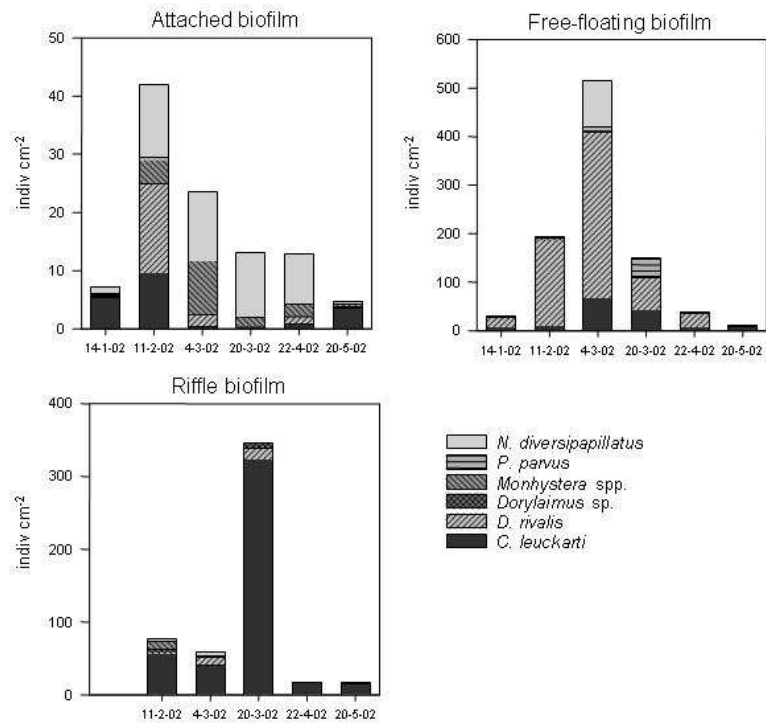 Attached biofilm
50
40
30
20
10
0
indiv cm-2
14-1-02 11-2-02 4-3-02 20-3-02 22-4-02 20-5-02
Free-floating biofilm
600
500
400
300
200
100
0
indiv cm-2
14-1-02 11-2-02 4-3-02 20-3-02 22-4-02 20-5-02
Riffle biofilm
400
300
200
100
0
indiv cm-2
11-2-02 4-3-02 20-3-02 22-4-02 20-5-02
N. diversipapillatus
P. parvus
Monhystera spp.
Dorylaimus sp.
D. rivalis
C. leuckarti